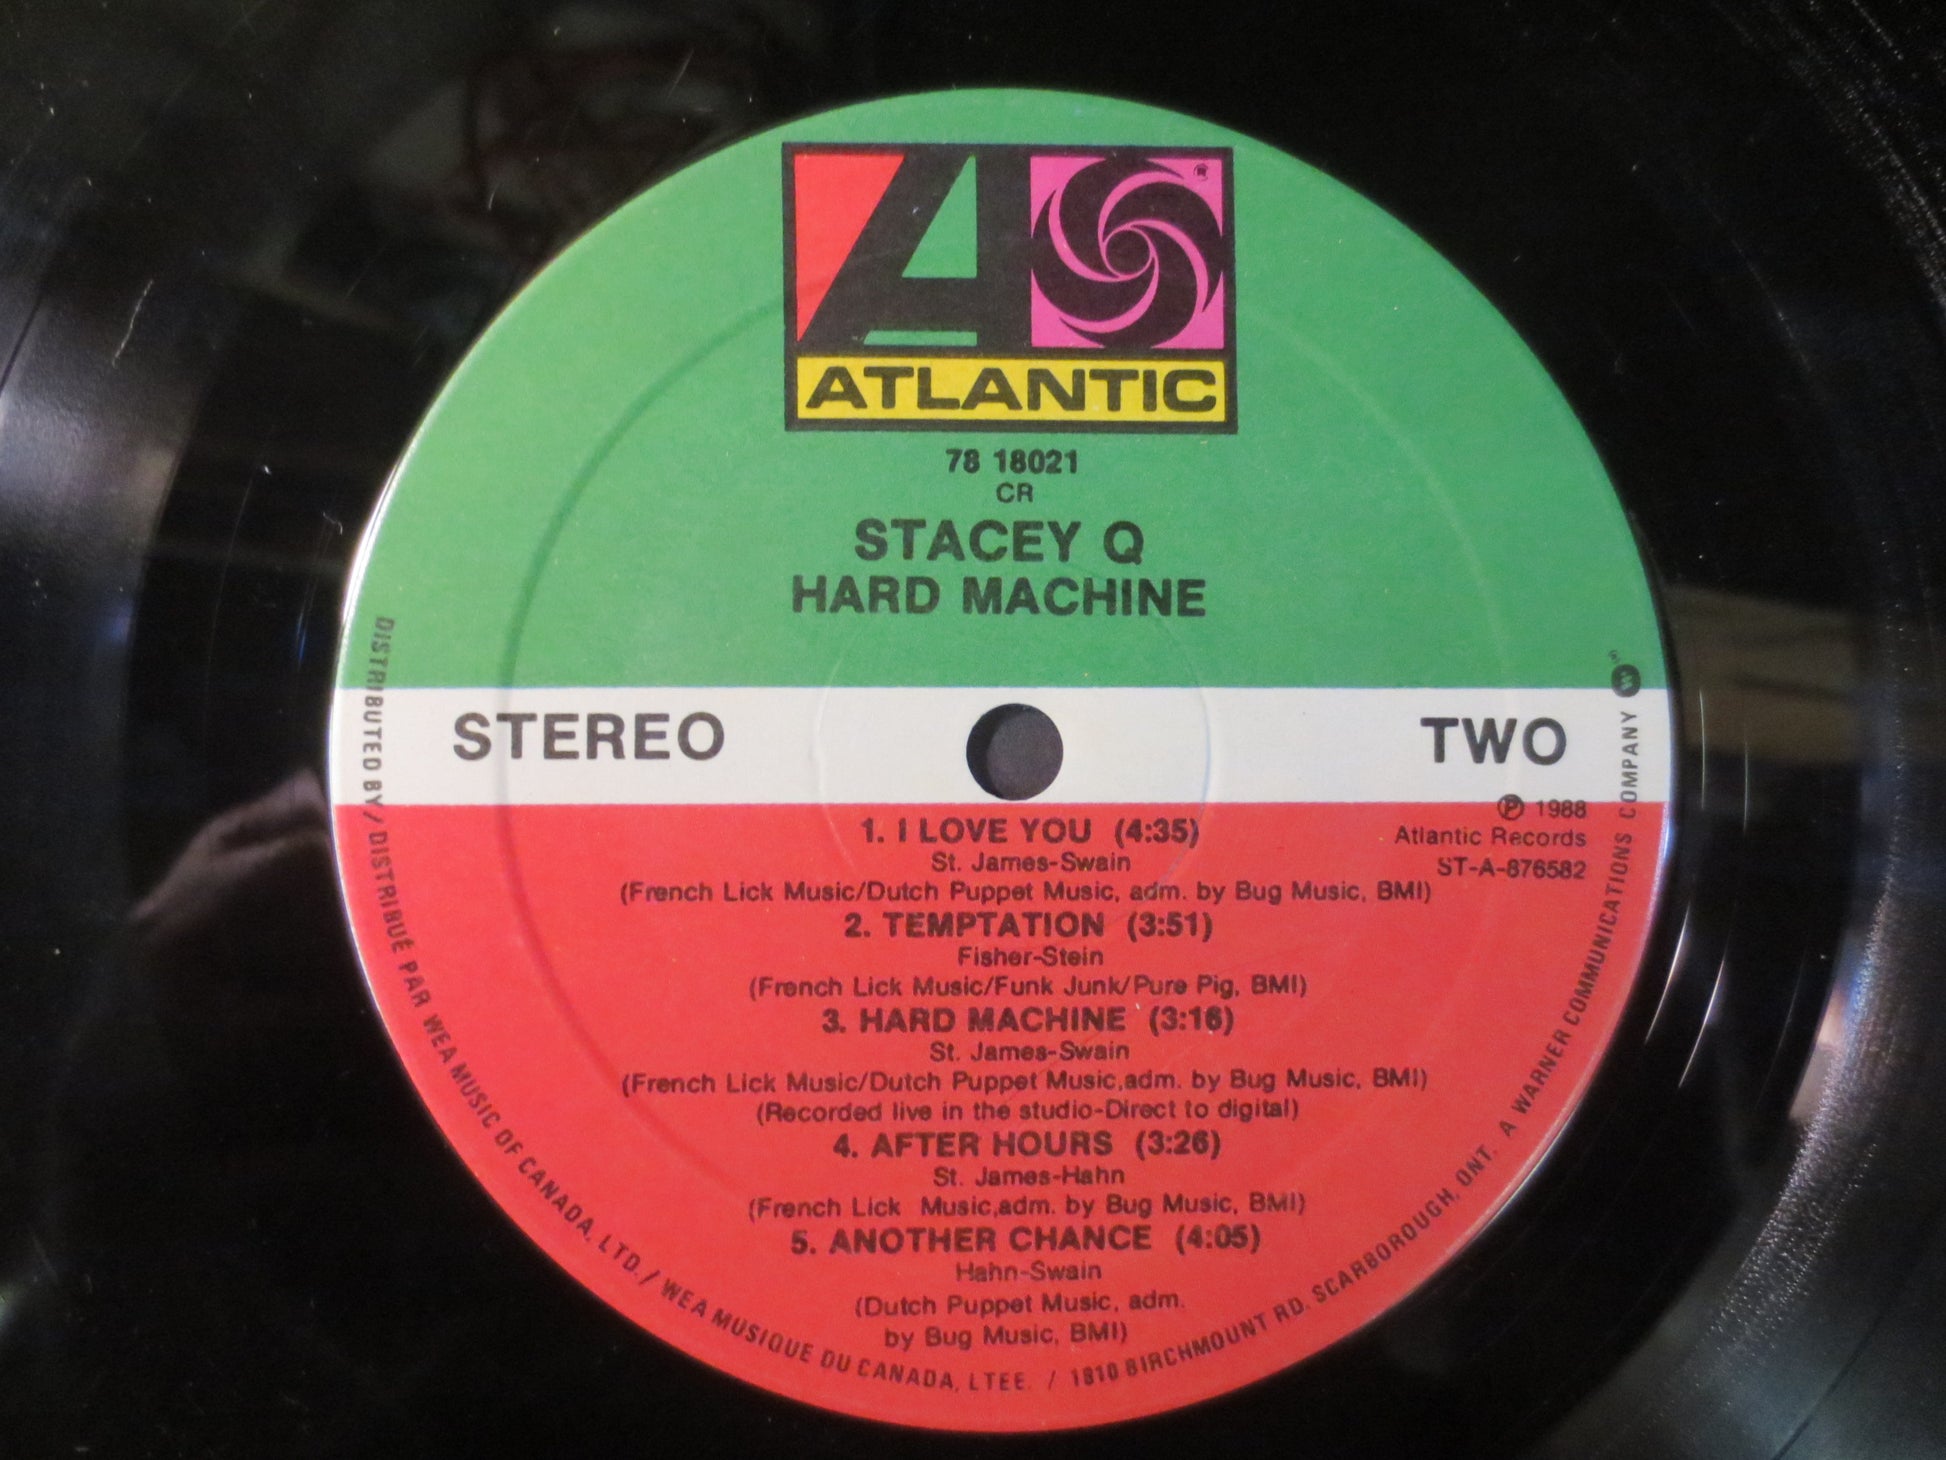 ATLANTIC
78 18021
CR
STACEY Q
HARD MACHINE
STEREO
TWO
℗ 1988
Atlantic Records
ST-A-876582
1. I LOVE YOU (4:35)
St. James-Swain
(French Lick Music/Dutch Puppet Music, adm. by Bug Music, BMI)
2. TEMPTATION (3:51)
Fisher-Stein
(French Lick Music/Funk Junk/Pure Pig, BMI)
3. HARD MACHINE (3:16)
St. James-Swain
(French Lick Music/Dutch Puppet Music,adm. by Bug Music, BMI)
(Recorded live in the studio-Direct to digital)
4. AFTER HOURS (3:26)
St. James-Hahn
(French Lick Music,adm. by Bug Music, BMI)
5. ANOTHER CHANCE (4:05)
Hahn-Swain
(Dutch Puppet Music, adm.
by Bug Music, BMI)
DISTRIBUTED BY / DISTRIBUÉ PAR WEA MUSIC OF CANADA, LTD. / WEA MUSIQUE DU CANADA, LTEE. / 1810 BIRCHMOUNT RD. SCARBOROUGH, ONT. A WARNER COMMUNICATIONS COMPANY